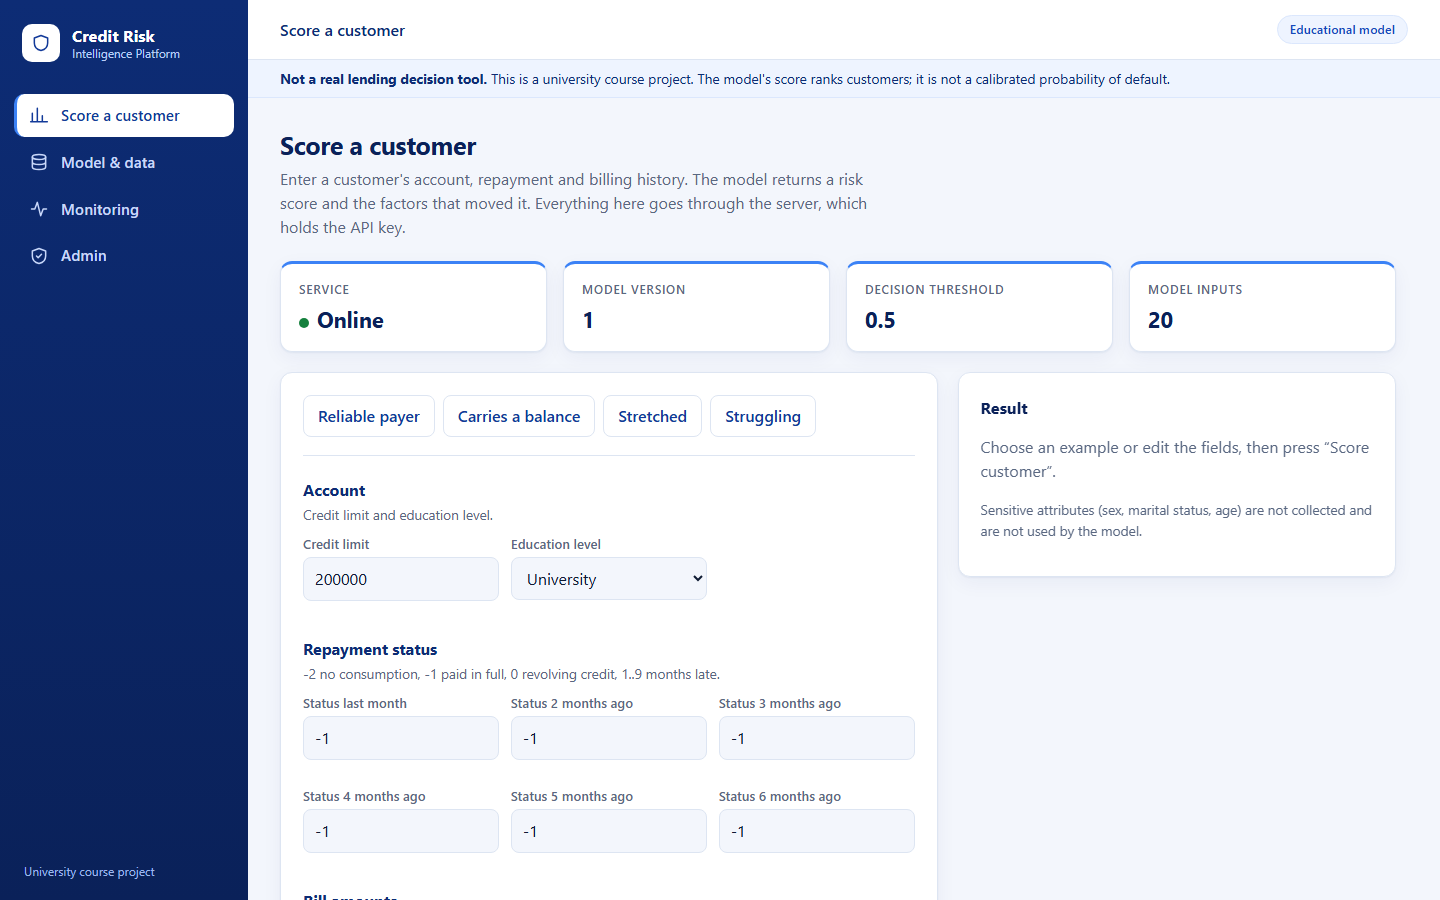 Credit Risk
Intelligence Platform
Score a customer
Model & data
Monitoring
Admin
University course project
Score a customer
Educational model
Not a real lending decision tool. This is a university course project. The model's score ranks customers; it is not a calibrated probability of default.
Score a customer
Enter a customer's account, repayment and billing history. The model returns a risk
score and the factors that moved it. Everything here goes through the server, which
holds the API key.
SERVICE
Online
MODEL VERSION
1
DECISION THRESHOLD
0.5
MODEL INPUTS
20
Reliable payer
Carries a balance
Stretched
Struggling
Account
Credit limit and education level.
Credit limit
Education level
200000
University
Repayment status
-2 no consumption, -1 paid in full, 0 revolving credit, 1..9 months late.
Status last month
Status 2 months ago
Status 3 months ago
-1
-1
-1
Status 4 months ago
Status 5 months ago
Status 6 months ago
-1
-1
-1
Bill amounts
Result
Choose an example or edit the fields, then press “Score
customer”.
Sensitive attributes (sex, marital status, age) are not collected and
are not used by the model.